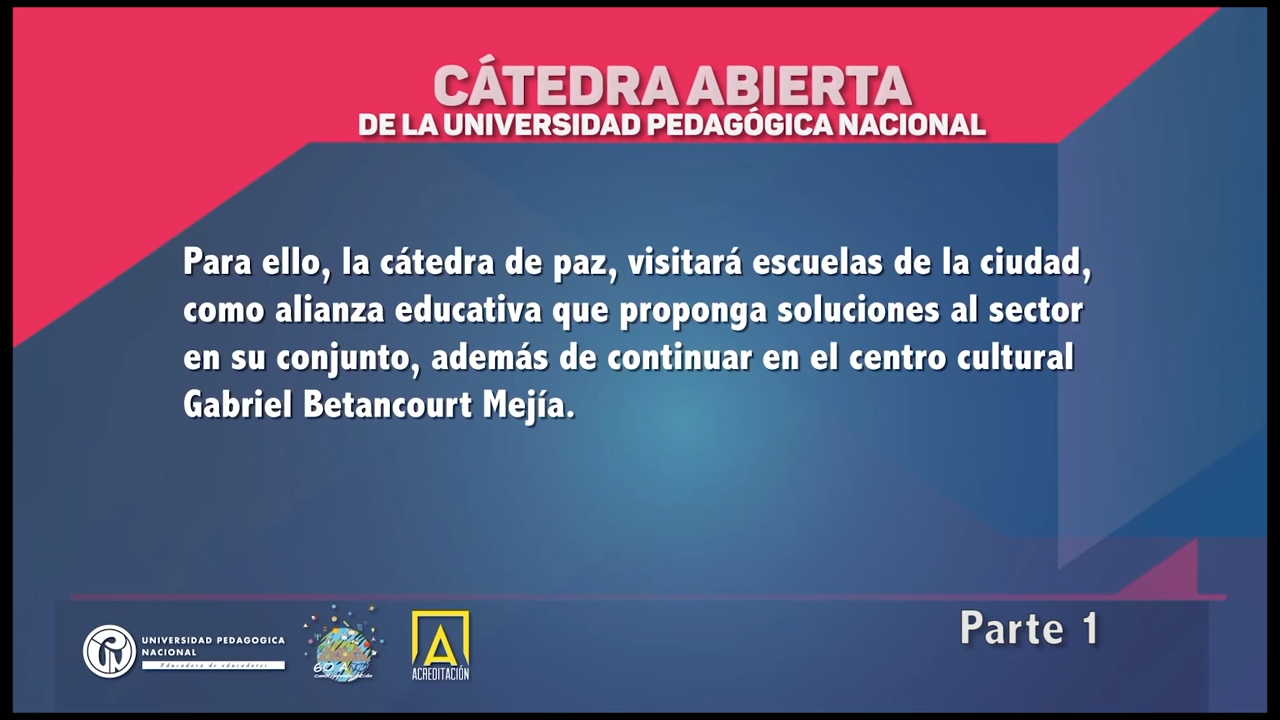 CÁTEDRA ABIERTA
DE LA UNIVERSIDAD PEDAGÓGICA NACIONAL
Para ello, la cátedra de paz, visitará escuelas de la ciudad,
como alianza educativa que proponga soluciones al sector
en su conjunto, además de continuar en el centro cultural
Gabriel Betancourt Mejía.
Parte 1
UNIVERSIDAD PEDAGOGICA
NACIONAL
Educadora de educadores
60
A
ACREDITACIÓN